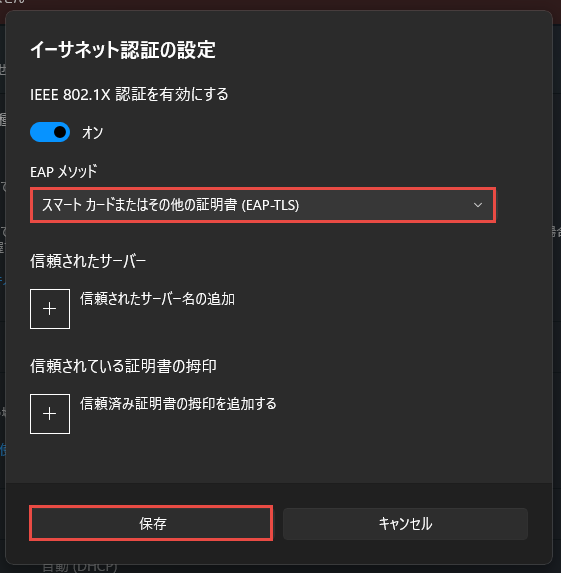 イーサネット認証の設定
IEEE 802.1X 認証を有効にする
オン
EAP メソッド
スマート カードまたはその他の証明書 (EAP-TLS)
信頼されたサーバー
信頼されたサーバー名の追加
信頼されている証明書の拇印
信頼済み証明書の拇印を追加する
保存
キャンセル
自動 (DHCP)